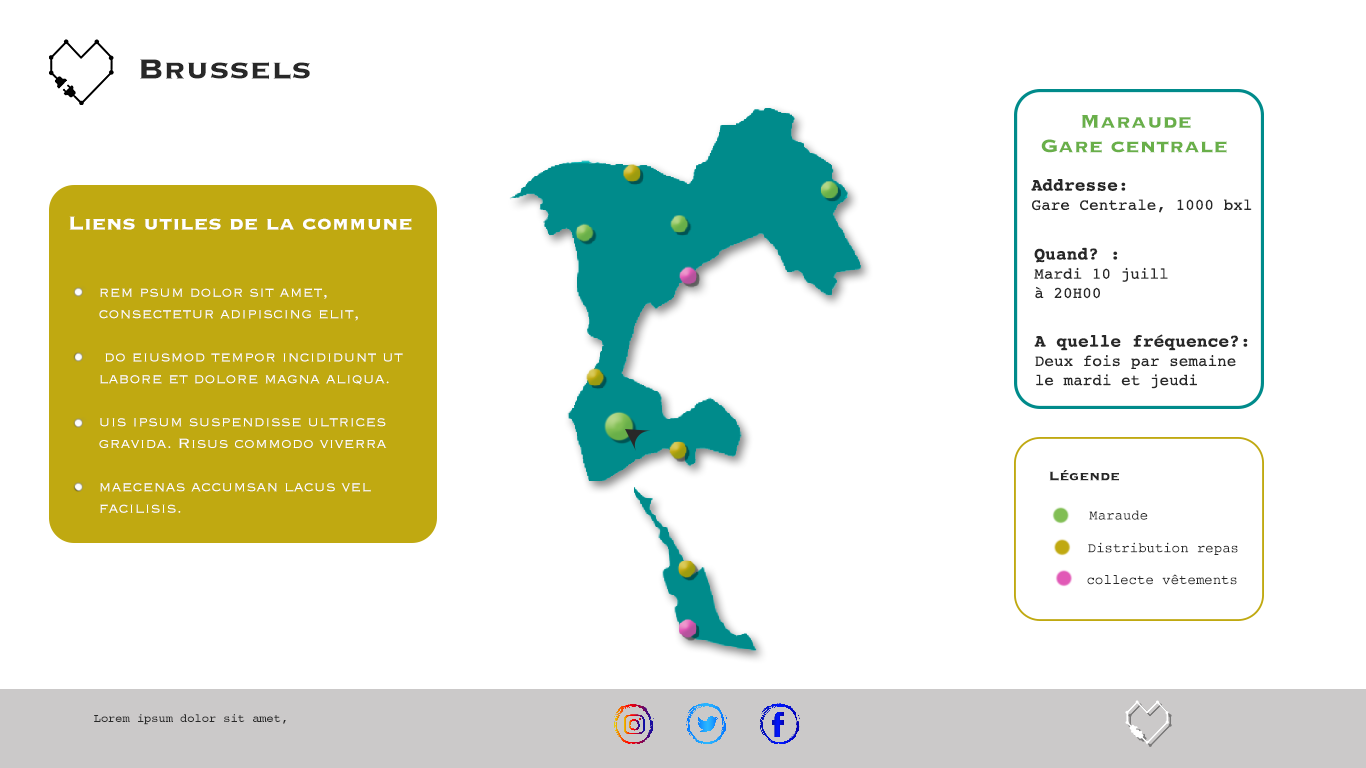 Brussels
Liens utiles de la commune
rem psum dolor sit amet,
consectetur adipiscing elit,
do eiusmod tempor incididunt ut
labore et dolore magna aliqua.
uis ipsum suspendisse ultrices
gravida. Risus commodo viverra
maecenas accumsan lacus vel
facilisis.
Maraude
Gare centrale
Addresse:
Gare Centrale, 1000 bxl
Quand? :
Mardi 10 juill
à 20H00
A quelle fréquence?:
Deux fois par semaine
le mardi et jeudi
Légende
Maraude
Distribution repas
collecte vêtements
Lorem ipsum dolor sit amet,